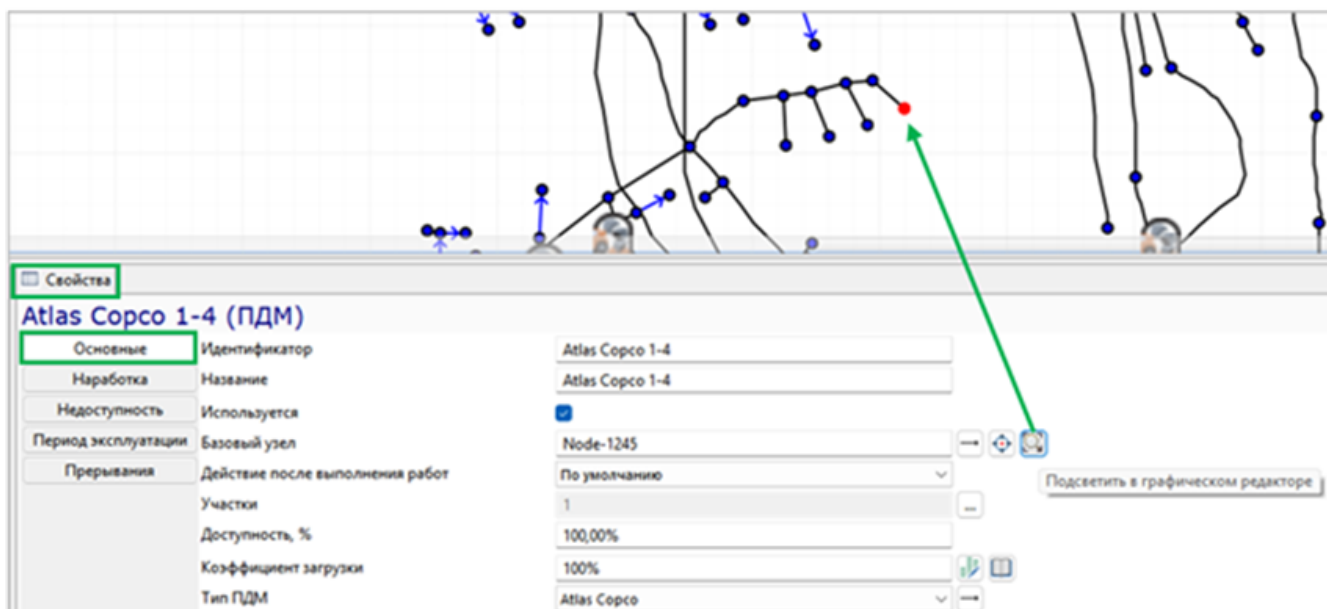 Свойства
Atlas Copco 1-4 (ПДМ)
Основные Идентификатор Atlas Copco 1-4
Наработка Название Atlas Copco 1-4
Недоступность Используется
Период эксплуатации Базовый узел Node-1245
Прерывания Действие после выполнения работ По умолчанию
Подсветить в графическом редакторе
Участки 1 ...
Доступность, % 100,00%
Коэффициент загрузки 100%
Тип ПДМ Atlas Copco